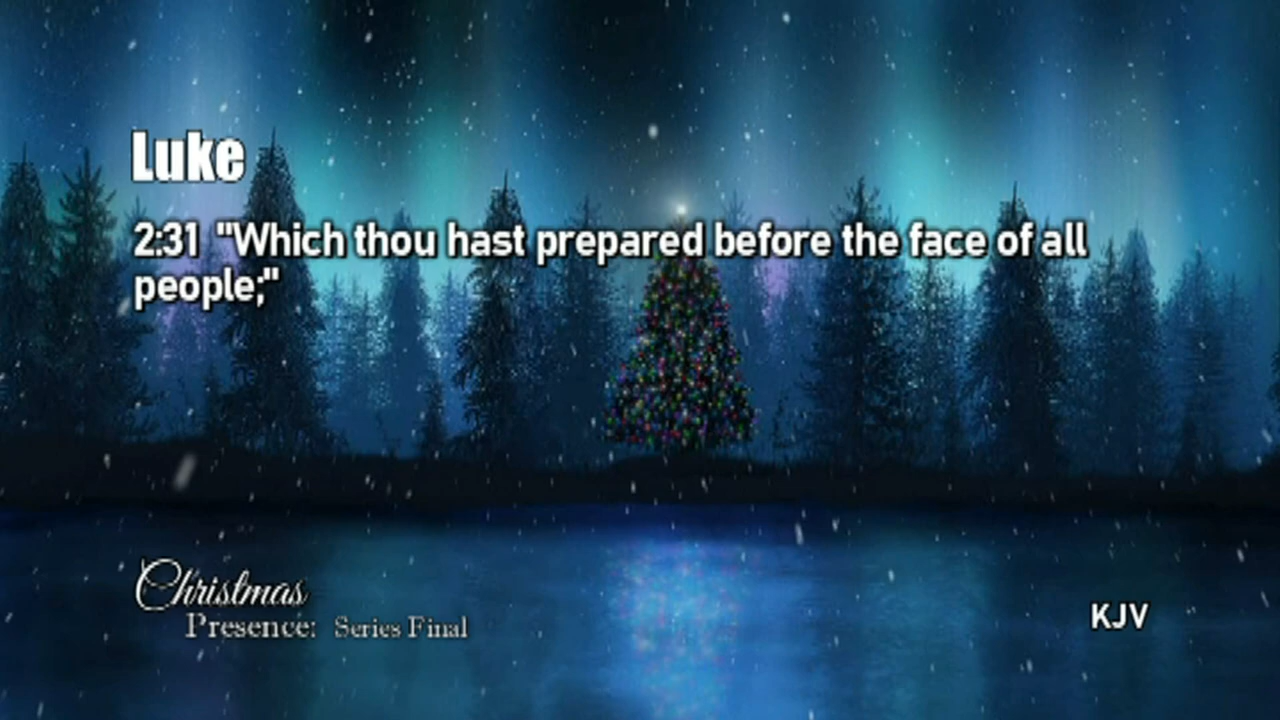 Luke
2:31 "Which thou hast prepared before the face of all
people;"
Christmas
Presence: Series Final
KJV